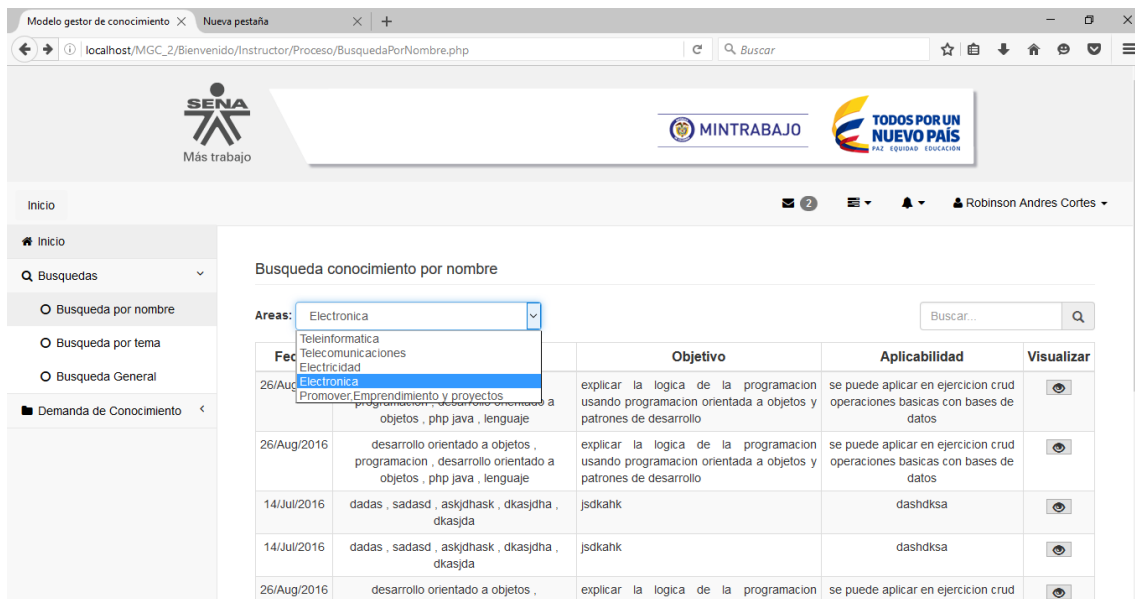 Modelo gestor de conocimiento
Nueva pestaña
localhost/MGC_2/Bienvenido/Instructor/Proceso/BusquedaPorNombre.php
Buscar
SENA
Más trabajo
MINTRABAJO
TODOS POR UN
NUEVO PAÍS
PAZ EQUIDAD EDUCACIÓN
Inicio
2
Robinson Andres Cortes
Inicio
Busquedas
Busqueda por nombre
Busqueda por tema
Busqueda General
Demanda de Conocimiento
Busqueda conocimiento por nombre
Areas: Electronica
Buscar...
Teleinformatica
Telecomunicaciones
Electricidad
Electronica
Promover,Emprendimiento y proyectos
Objetivo Aplicabilidad Visualizar
explicar la logica de la programacion
usando programacion orientada a objetos y
patrones de desarrollo
se puede aplicar en ejercicion crud
operaciones basicas con bases de
datos
objetos , php java , lenguaje
26/Aug/2016
desarrollo orientado a objetos ,
programacion , desarrollo orientado a
objetos , php java , lenguaje
explicar la logica de la programacion
usando programacion orientada a objetos y
patrones de desarrollo
se puede aplicar en ejercicion crud
operaciones basicas con bases de
datos
14/Jul/2016
dadas , sadasd , askjdhask , dkasjdha ,
dkasjda
jsdkahk
dashdksa
14/Jul/2016
dadas , sadasd , askjdhask , dkasjdha ,
dkasjda
jsdkahk
dashdksa
26/Aug/2016
desarrollo orientado a objetos ,
explicar la logica de la programacion
se puede aplicar en ejercicion crud